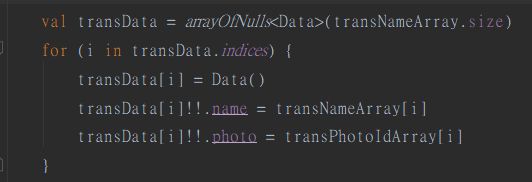 val transData = arrayOfNulls<Data>(transNameArray.size)
for (i in transData.indices) {
transData[i] = Data()
transData[i]!!.name = transNameArray[i]
transData[i]!!.photo = transPhotoIdArray[i]
}